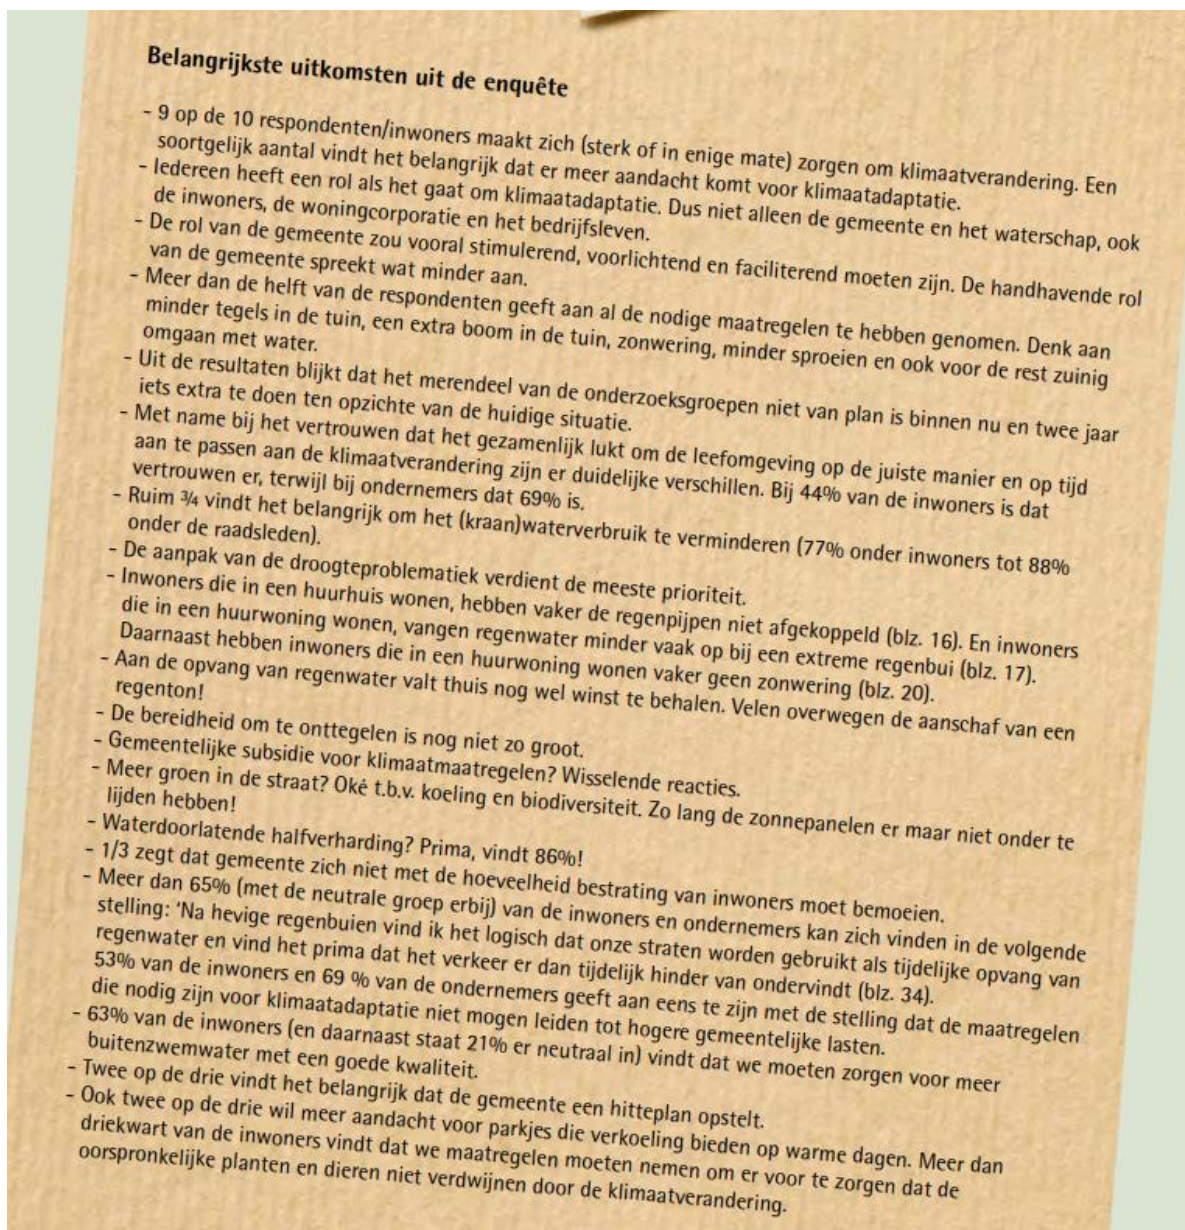 Belangrijkste uitkomsten uit de enquête
- 9 op de 10 respondenten/inwoners maakt zich (sterk of in enige mate) zorgen om klimaatverandering. Een
soortgelijk aantal vindt het belangrijk dat er meer aandacht komt voor klimaatadaptatie.
- Iedereen heeft een rol als het gaat om klimaatadaptatie. Dus niet alleen de gemeente en het waterschap, ook
de inwoners, de woningcorporatie en het bedrijfsleven.
- De rol van de gemeente zou vooral stimulerend, voorlichtend en faciliterend moeten zijn. De handhavende rol
van de gemeente spreekt wat minder aan.
- Meer dan de helft van de respondenten geeft aan al de nodige maatregelen te hebben genomen. Denk aan
minder tegels in de tuin, een extra boom in de tuin, zonwering, minder sproeien en ook voor de rest zuinig
omgaan met water.
- Uit de resultaten blijkt dat het merendeel van de onderzoeksgroepen niet van plan is binnen nu en twee jaar
iets extra te doen ten opzichte van de huidige situatie.
- Met name bij het vertrouwen dat het gezamenlijk lukt om de leefomgeving op de juiste manier en op tijd
aan te passen aan de klimaatverandering zijn er duidelijke verschillen. Bij 44% van de inwoners is dat
vertrouwen er, terwijl bij ondernemers dat 69% is.
- Ruim ¾ vindt het belangrijk om het (kraan)waterverbruik te verminderen (77% onder inwoners tot 88%
onder de raadsleden).
- De aanpak van de droogteproblematiek verdient de meeste prioriteit.
- Inwoners die in een huurhuis wonen, hebben vaker de regenpijpen niet afgekoppeld (blz. 16). En inwoners
die in een huurwoning wonen, vangen regenwater minder vaak op bij een extreme regenbui (blz. 17).
Daarnaast hebben inwoners die in een huurwoning wonen vaker geen zonwering (blz. 20).
- Aan de opvang van regenwater valt thuis nog wel winst te behalen. Velen overwegen de aanschaf van een
regenton!
- De bereidheid om te onttegelen is nog niet zo groot.
- Gemeentelijke subsidie voor klimaatmaatregelen? Wisselende reacties.
- Meer groen in de straat? Oké t.b.v. koeling en biodiversiteit. Zo lang de zonnepanelen er maar niet onder te
lijden hebben!
- Waterdoorlatende halfverharding? Prima, vindt 86%!
- 1/3 zegt dat gemeente zich niet met de hoeveelheid bestrating van inwoners moet bemoeien.
- Meer dan 65% (met de neutrale groep erbij) van de inwoners en ondernemers kan zich vinden in de volgende
stelling: 'Na hevige regenbuien vind ik het logisch dat onze straten worden gebruikt als tijdelijke opvang van
regenwater en vind het prima dat het verkeer er dan tijdelijk hinder van ondervindt (blz. 34).
53% van de inwoners en 69 % van de ondernemers geeft aan eens te zijn met de stelling dat de maatregelen
die nodig zijn voor klimaatadaptatie niet mogen leiden tot hogere gemeentelijke lasten.
- 63% van de inwoners (en daarnaast staat 21% er neutraal in) vindt dat we moeten zorgen voor meer
buitenzwemwater met een goede kwaliteit.
- Twee op de drie vindt het belangrijk dat de gemeente een hitteplan opstelt.
- Ook twee op de drie wil meer aandacht voor parkjes die verkoeling bieden op warme dagen. Meer dan
driekwart van de inwoners vindt dat we maatregelen moeten nemen om er voor te zorgen dat de
oorspronkelijke planten en dieren niet verdwijnen door de klimaatverandering.